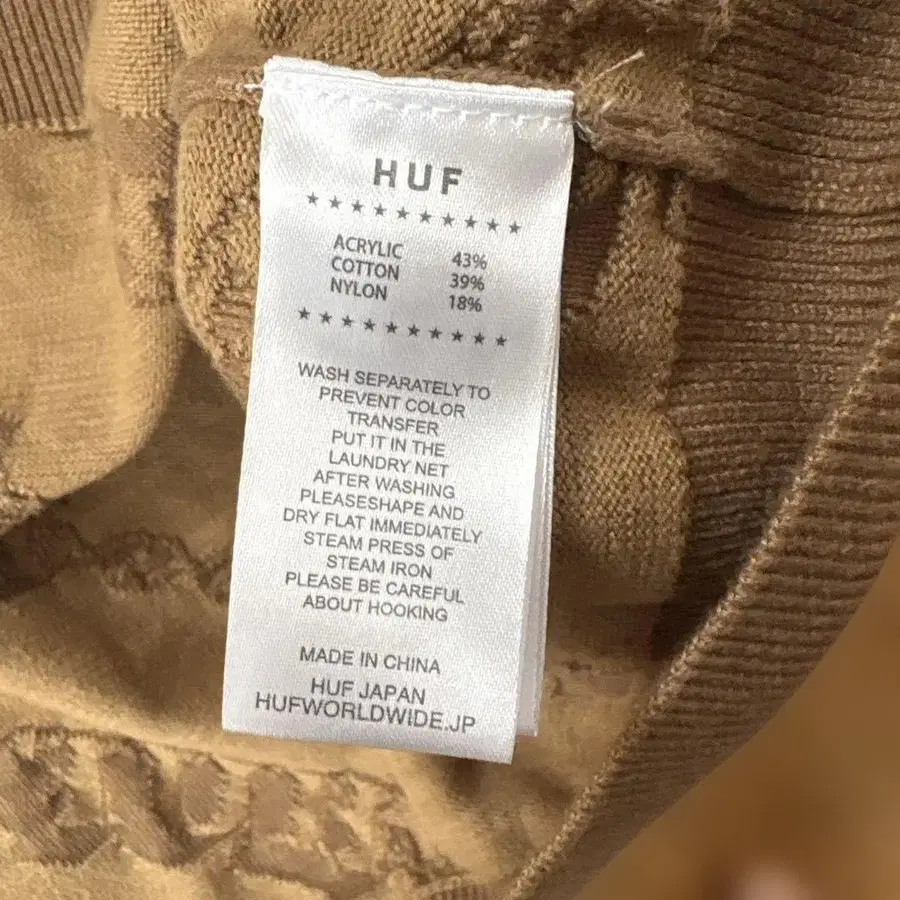 HUF
★★★★★★★★★★
ACRYLIC 43%
COTTON 39%
NYLON 18%
★★★★★★★★★★
WASH SEPARATELY TO
PREVENT COLOR
TRANSFER
PUT IT IN THE
LAUNDRY NET
AFTER WASHING
PLEASESHAPE AND
DRY FLAT IMMEDIATELY
STEAM PRESS OF
STEAM IRON
PLEASE BE CAREFUL
ABOUT HOOKING
MADE IN CHINA
HUF JAPAN
HUFWORLDWIDE.JP